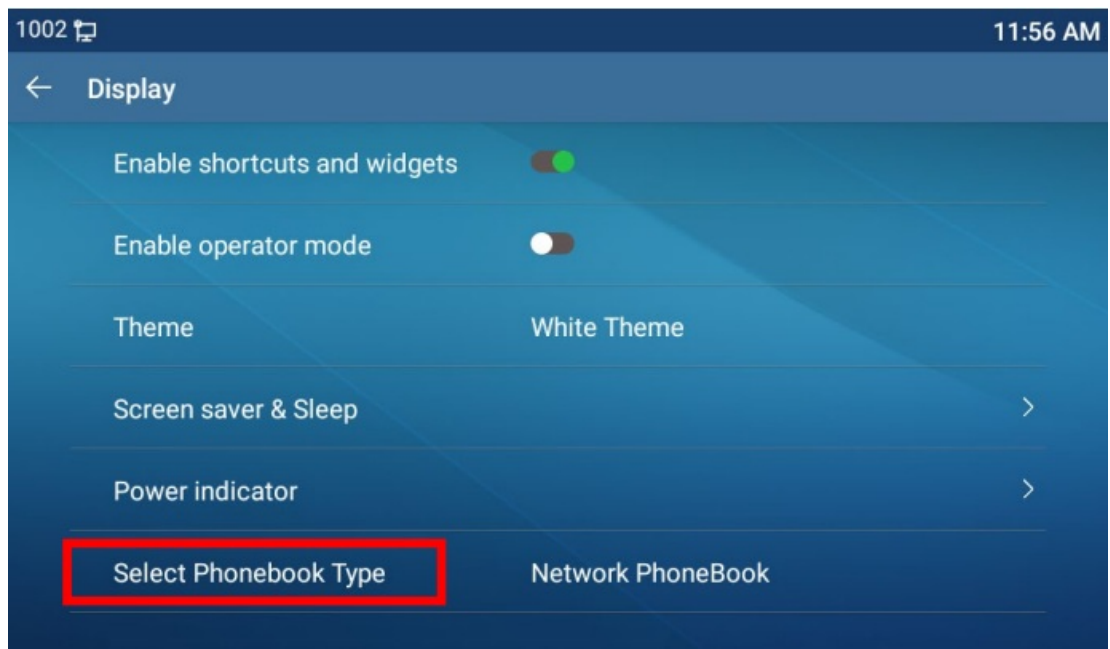 1002 11:56 AM
Display
Enable shortcuts and widgets
Enable operator mode
Theme White Theme
Screen saver & Sleep
Power indicator
Select Phonebook Type Network PhoneBook